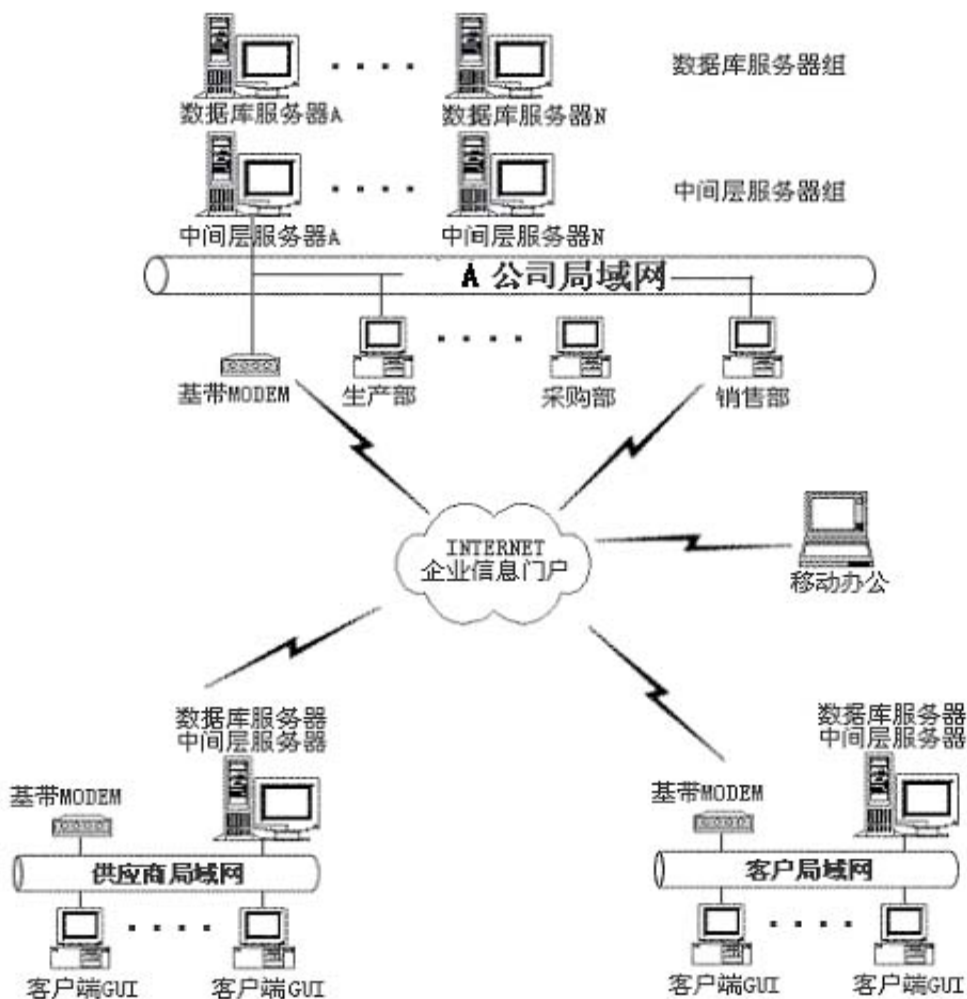 数据库服务器组
数据库服务器A
数据库服务器N
中间层服务器组
中间层服务器A
中间层服务器N
A 公司局域网
基带MODEM
生产部
采购部
销售部
INTERNET
企业信息门户
移动办公
数据库服务器
中间层服务器
基带MODEM
供应商局域网
客户端GUI
客户端GUI
数据库服务器
中间层服务器
基带MODEM
客户局域网
客户端GUI
客户端GUI